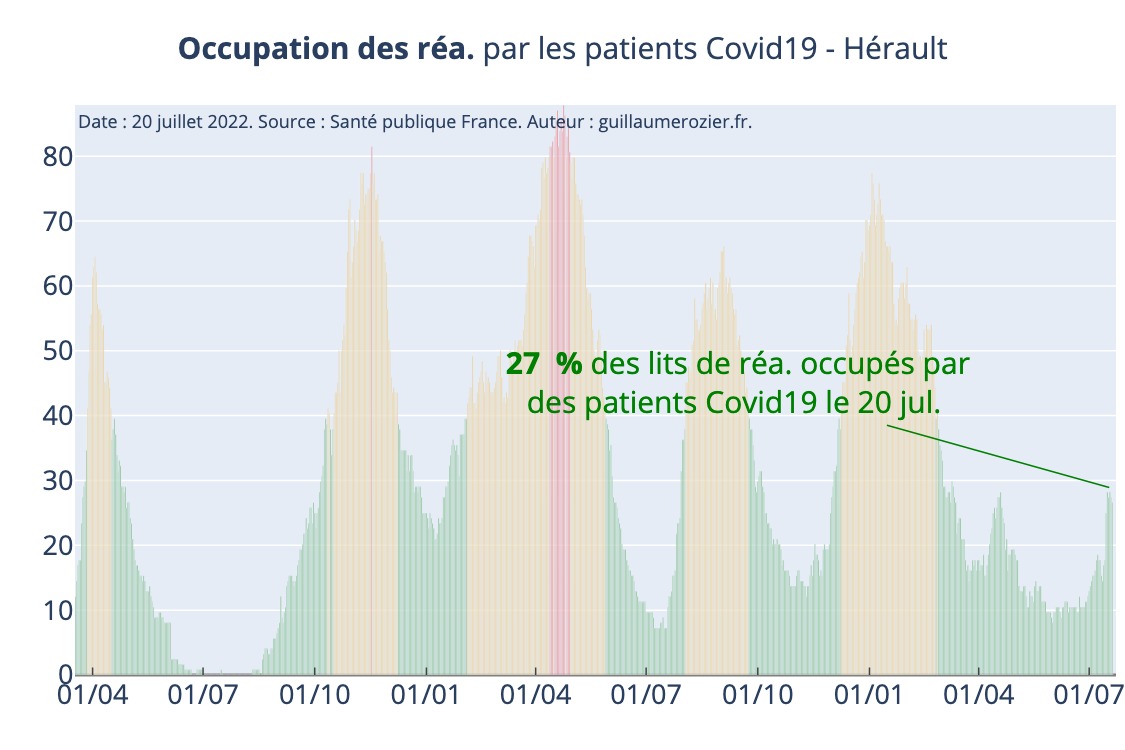 Occupation des réa. par les patients Covid19 - Hérault
Date : 20 juillet 2022. Source : Santé publique France. Auteur : guillaumerozier.fr.
80
70
60
50
27 % des lits de réa. occupés par
des patients Covid19 le 20 jul.
40
30
20
10
0
01/04 01/07 01/10 01/01 01/04 01/07 01/10 01/01 01/04 01/07